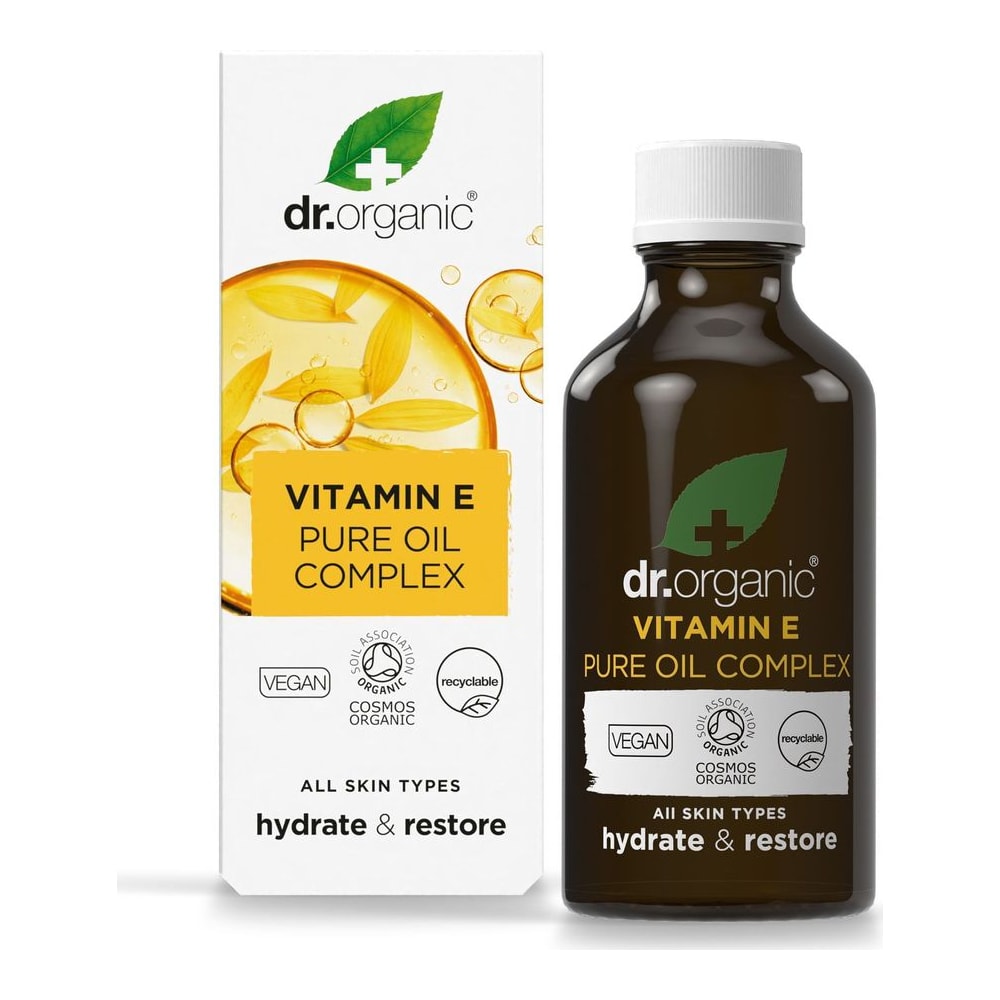 dr.organic®
VITAMIN E
PURE OIL
COMPLEX
VEGAN
SOIL ASSOCIATION
ORGANIC
COSMOS
ORGANIC
recyclable
ALL SKIN TYPES
hydrate & restore
dr.organic®
VITAMIN E
PURE OIL COMPLEX
VEGAN
SOIL ASSOCIATION
ORGANIC
COSMOS
ORGANIC
recyclable
All SKIN TYPES
hydrate & restore